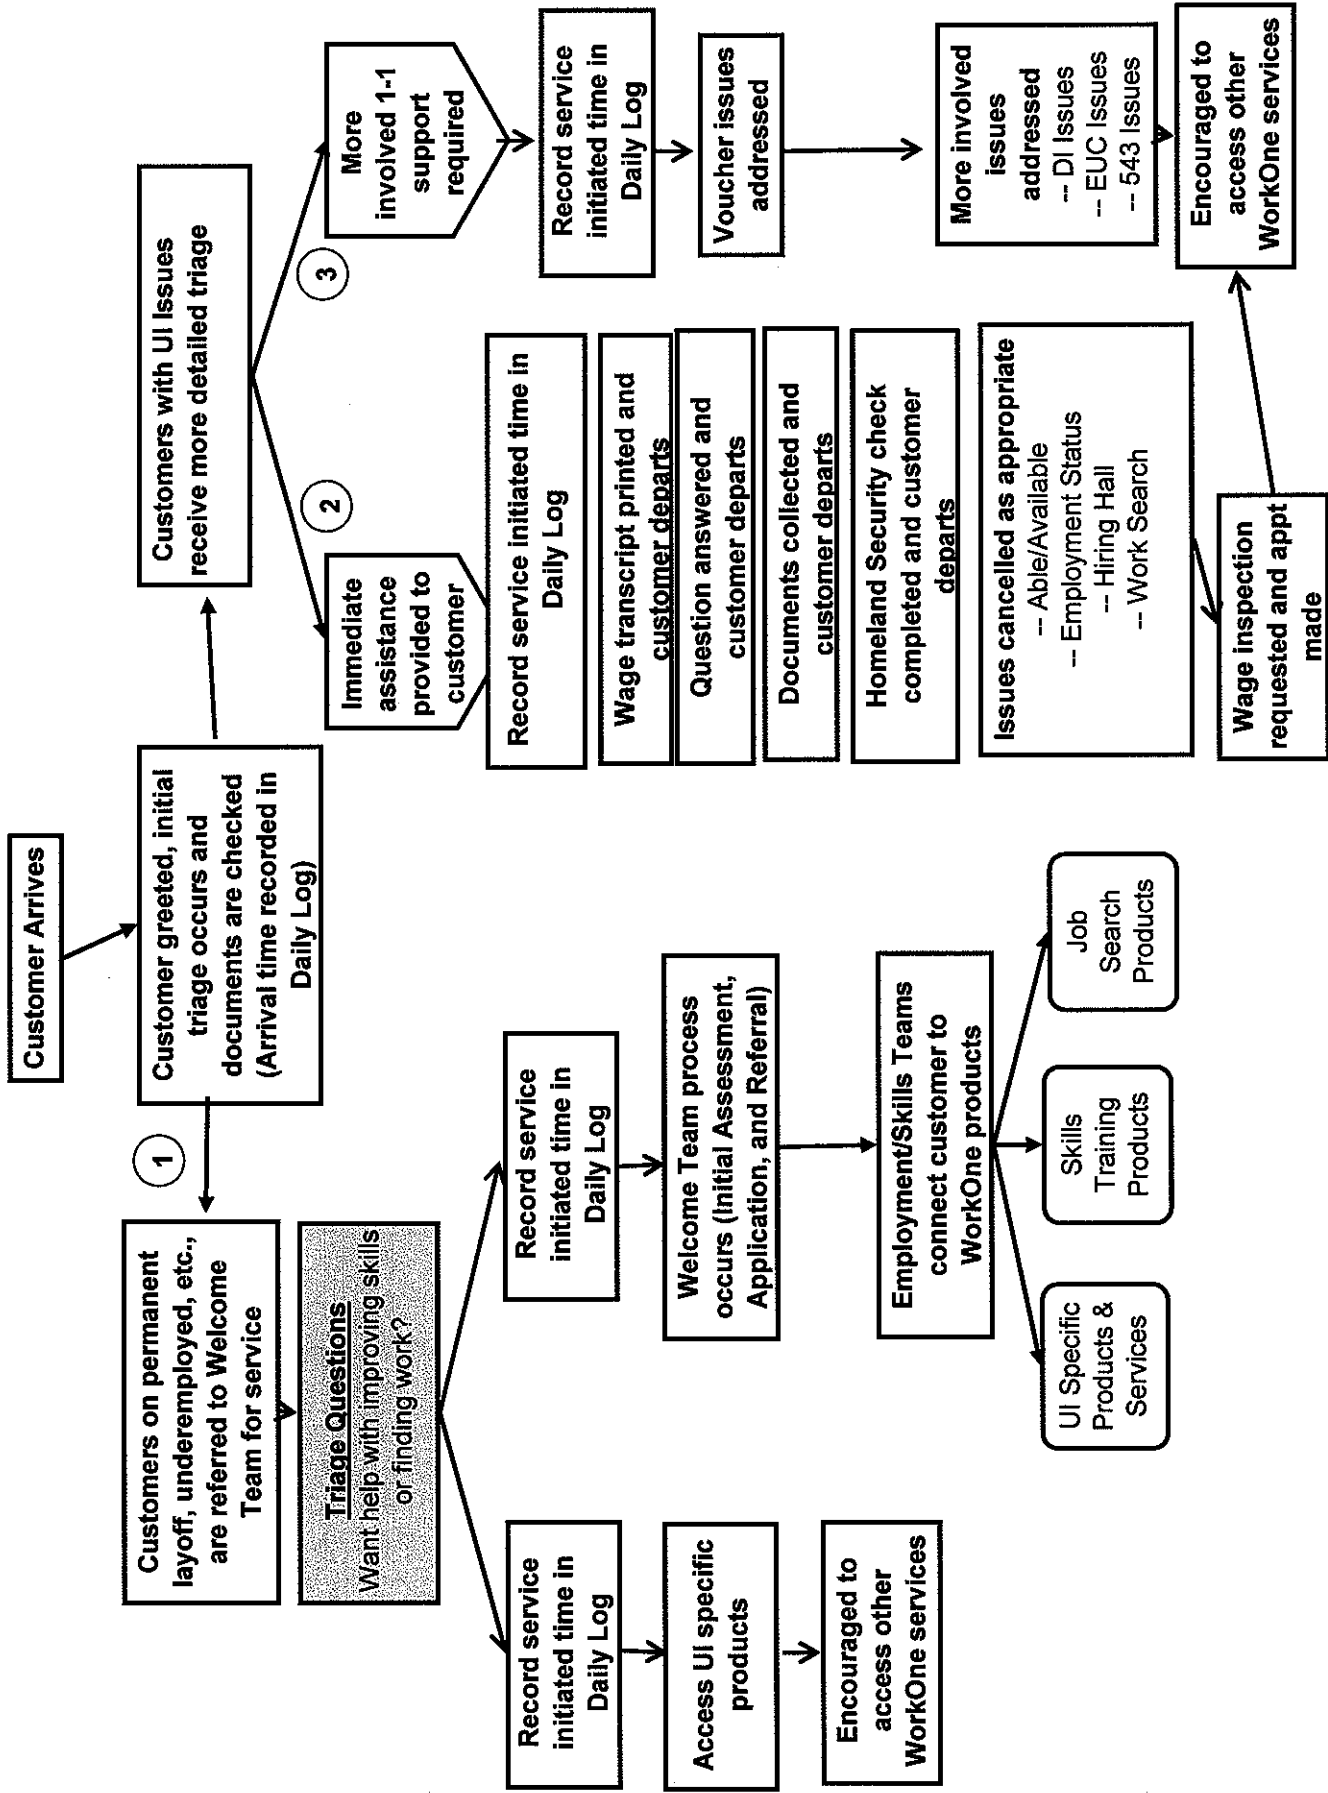 Customer Arrives
Customer greeted, initial
triage occurs and
documents are checked
(Arrival time recorded in
Daily Log)
1
Customers on permanent
layoff, underemployed, etc.,
are referred to Welcome
Team for service
Triage Questions
Want help with improving skills
or finding work?
Record service
initiated time in
Daily Log
Access UI specific
products
Encouraged to
access other
WorkOne services
Record service
initiated time in
Daily Log
Welcome Team process
occurs (Initial Assessment,
Application, and Referral)
Employment/Skills Teams
connect customer to
WorkOne products
UI Specific
Products &
Services
Skills
Training
Products
Job
Search
Products
Customers with UI Issues
receive more detailed triage
2
Immediate
assistance
provided to
customer
Record service initiated time in
Daily Log
Wage transcript printed and
customer departs
Question answered and
customer departs
Documents collected and
customer departs
Homeland Security check
completed and customer
departs
Issues cancelled as appropriate
-- Able/Available
-- Employment Status
-- Hiring Hall
-- Work Search
Wage inspection
requested and appt
made
3
More
involved 1-1
support
required
Record service
initiated time in
Daily Log
Voucher issues
addressed
More involved
issues
addressed
-- DI Issues
-- EUC Issues
-- 543 Issues
Encouraged to
access other
WorkOne services